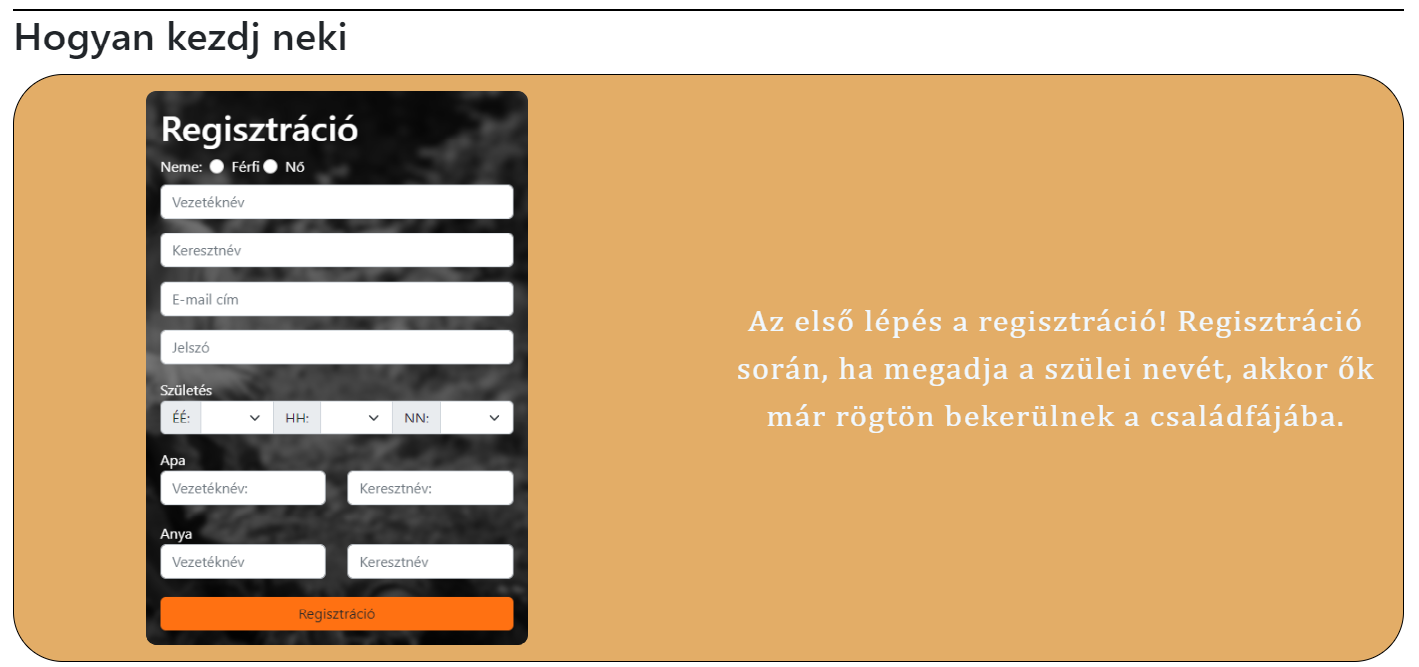 Hogyan kezdj neki
Regisztráció
Neme: Férfi Nő
Vezetéknév
Keresztnév
E-mail cím
Jelszó
Születés
ÉÉ: HH: NN:
Apa
Vezetéknév: Keresztnév:
Anya
Vezetéknév Keresztnév
Regisztráció
Az első lépés a regisztráció! Regisztráció
során, ha megadja a szülei nevét, akkor ők
már rögtön bekerülnek a családfájába.